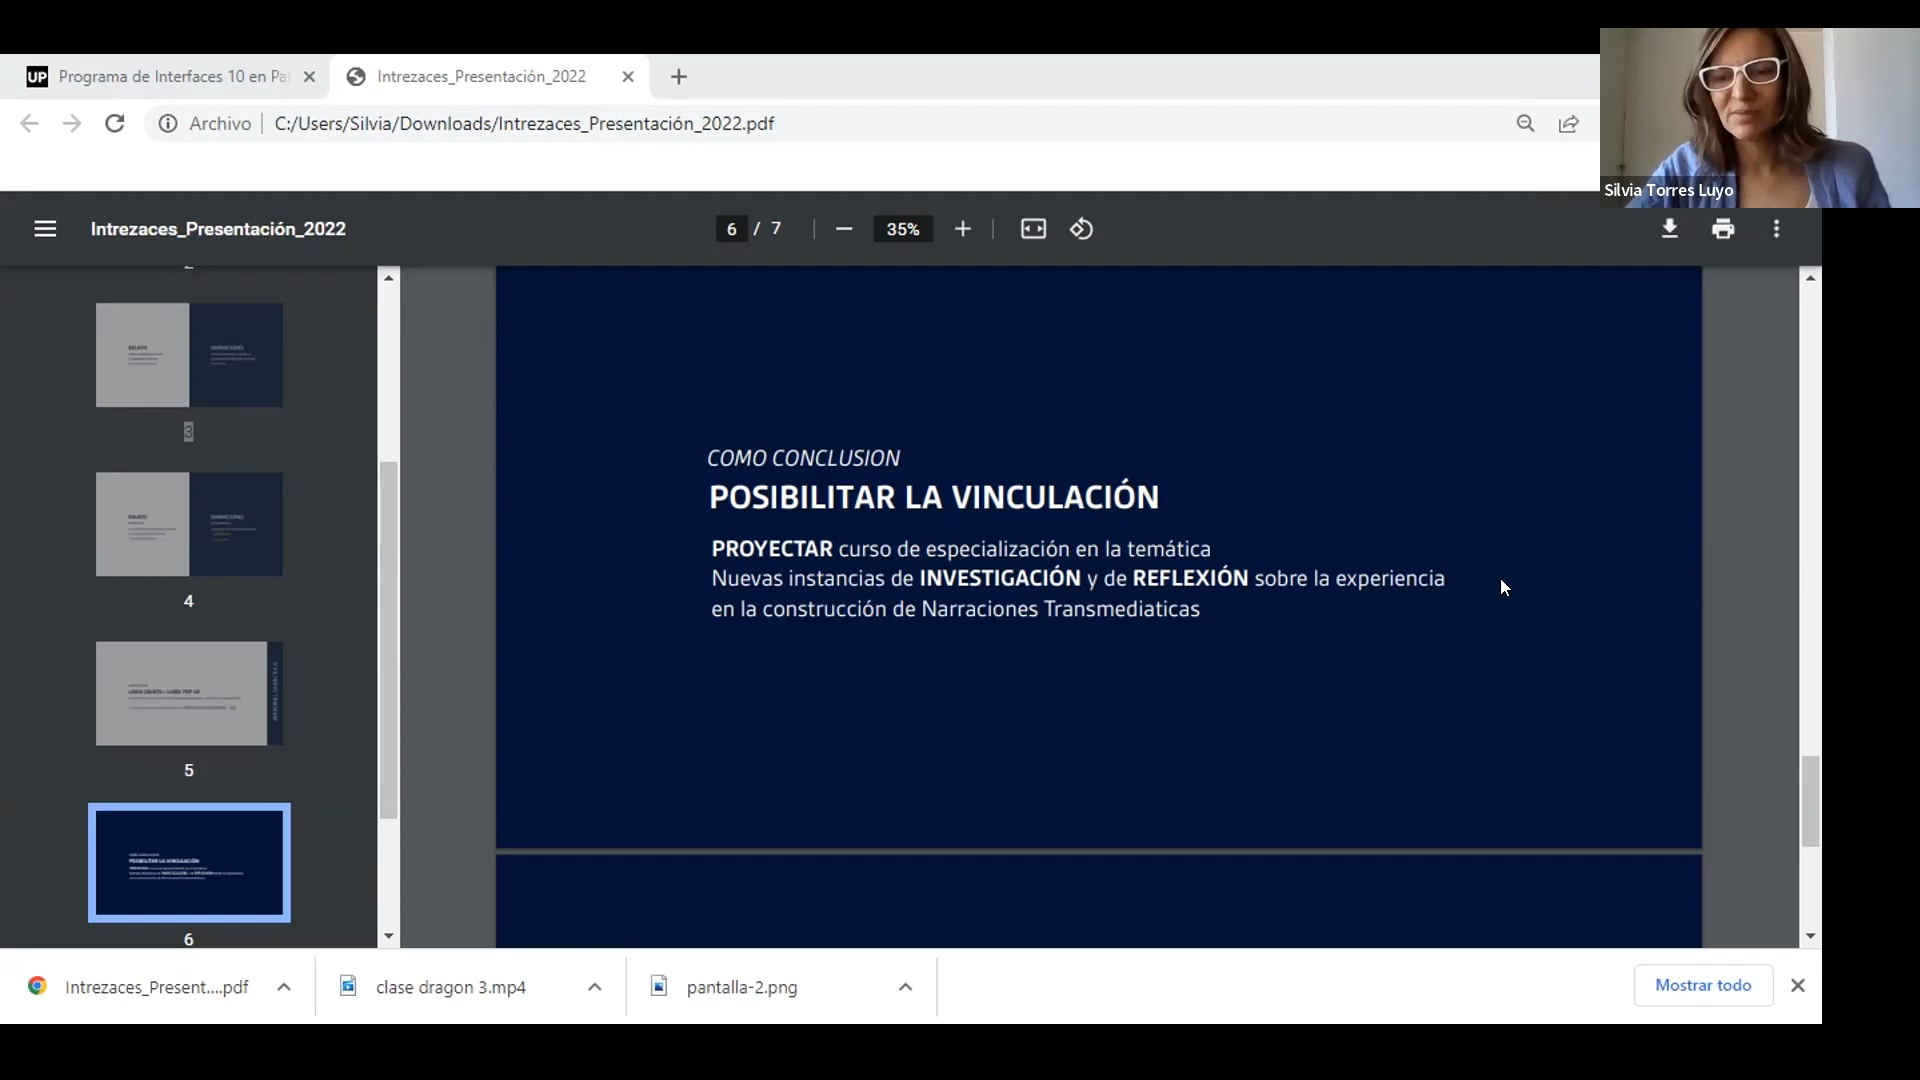 UP Programa de Interfaces 10 en Pal
Intrezaces_Presentación_2022
Archivo
C:/Users/Silvia/Downloads/Intrezaces_Presentación_2022.pdf
Silvia Torres Luyo
Intrezaces_Presentación_2022
6 / 7
35%
3
4
5
6
COMO CONCLUSION
POSIBILITAR LA VINCULACIÓN
PROYECTAR curso de especialización en la temática
Nuevas instancias de INVESTIGACIÓN y de REFLEXIÓN sobre la experiencia
en la construcción de Narraciones Transmediaticas
Intrezaces_Present....pdf
clase dragon 3.mp4
pantalla-2.png
Mostrar todo